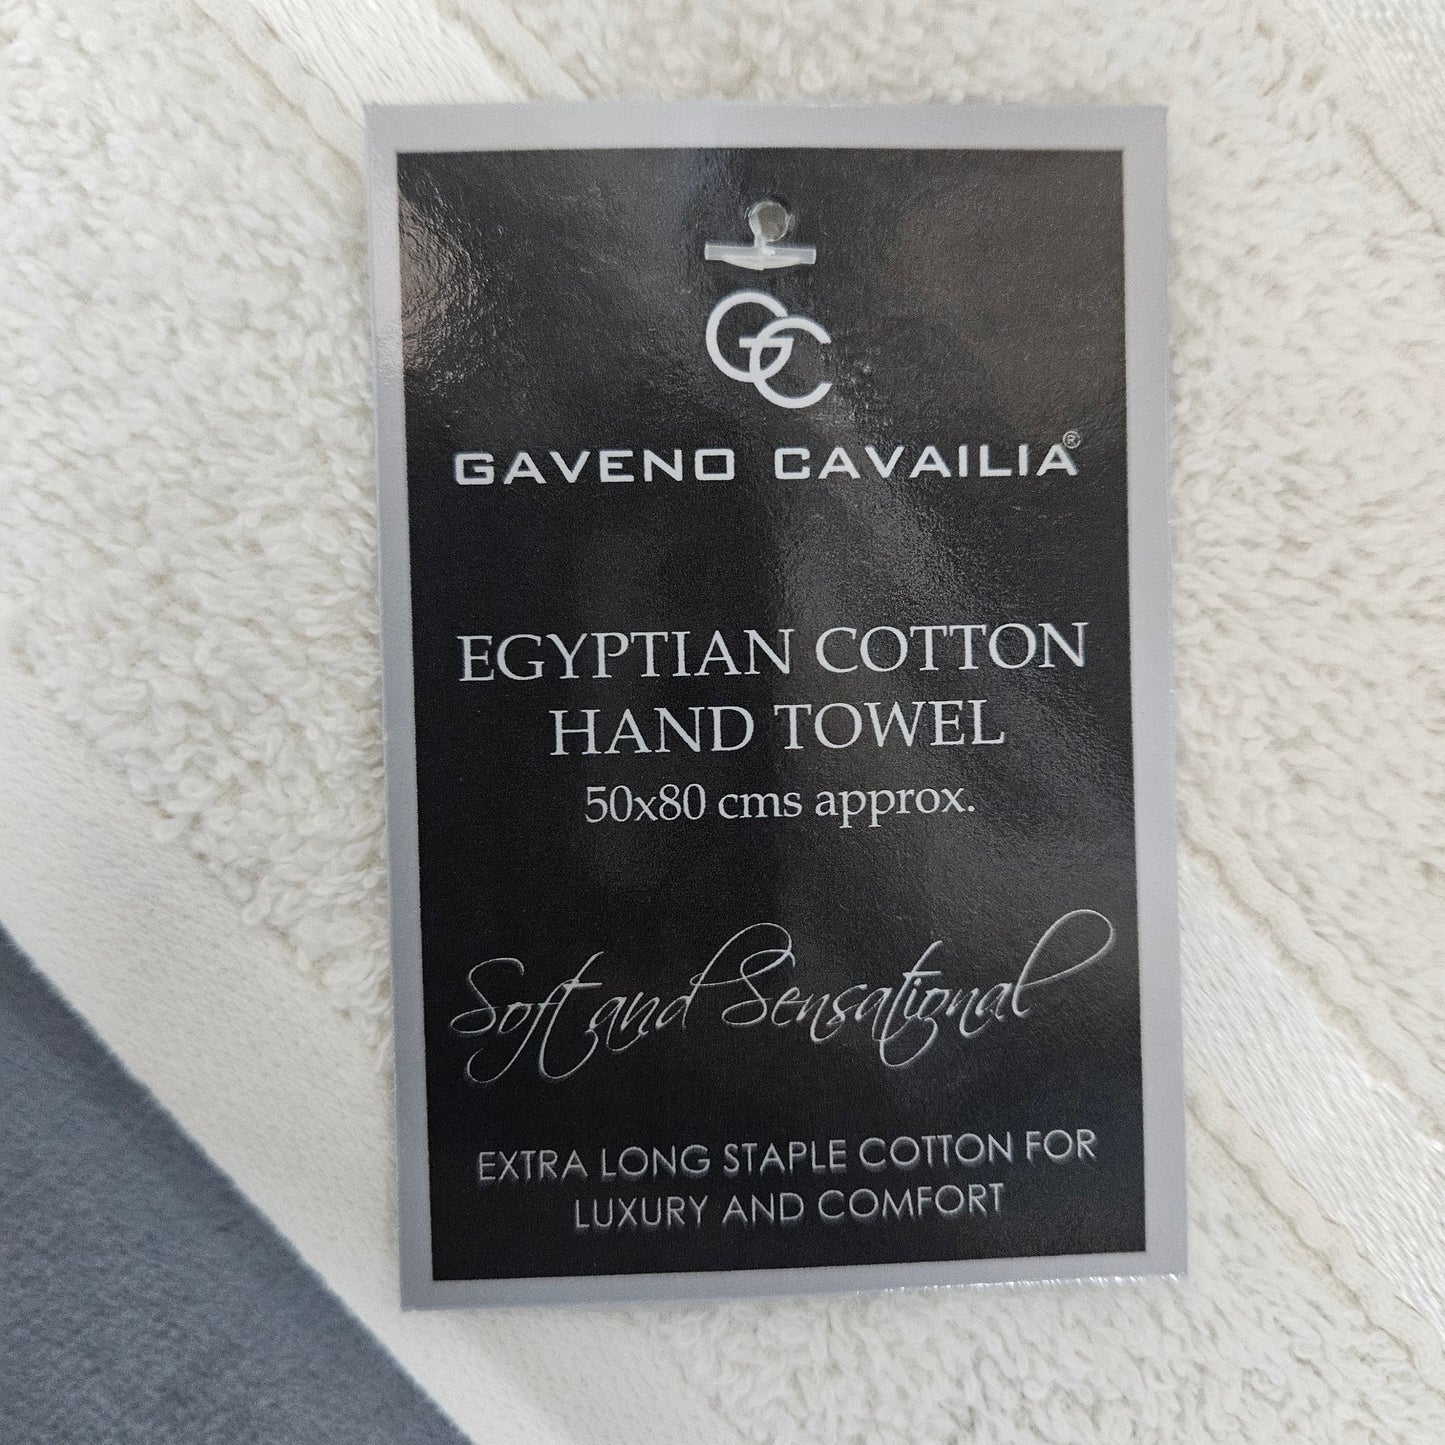 GC
GAVENO CAVAILIA®
EGYPTIAN COTTON
HAND TOWEL
50x80 cms approx.
Soft and Sensational
EXTRA LONG STAPLE COTTON FOR
LUXURY AND COMFORT